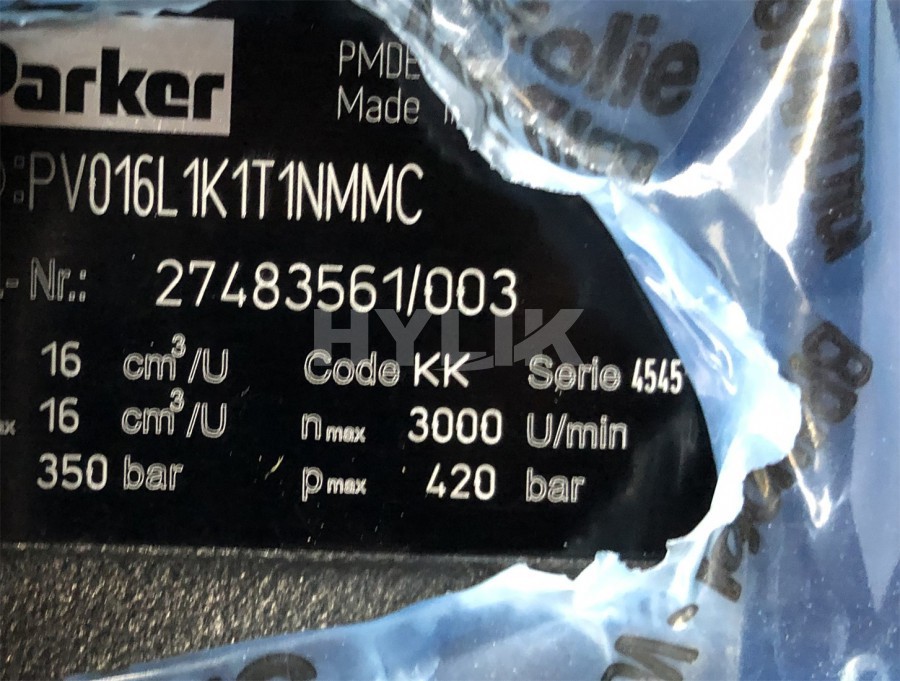 Parker
PMDE
Made
:PV016L1K1T1NMMC
.- Nr.: 27483561/003
HYLIK
16 cm³/U Code KK Serie 4545
16 cm³/U n max 3000 U/min
350 bar p max 420 bar
olie